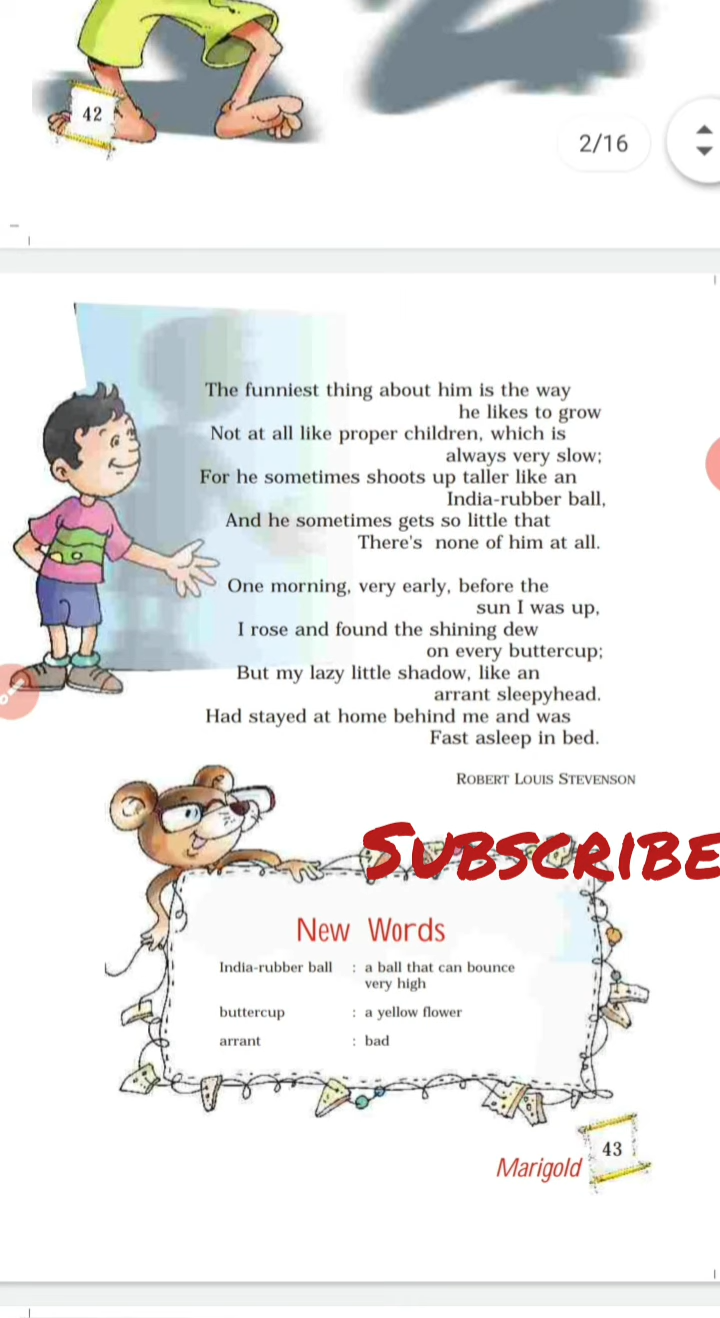 42
2/16
The funniest thing about him is the way
he likes to grow
Not at all like proper children, which is
always very slow;
For he sometimes shoots up taller like an
India-rubber ball,
And he sometimes gets so little that
There's none of him at all.
One morning, very early, before the
sun I was up,
I rose and found the shining dew
on every buttercup;
But my lazy little shadow, like an
arrant sleepyhead.
Had stayed at home behind me and was
Fast asleep in bed.
ROBERT LOUIS STEVENSON
SUBSCRIBE
New Words
India-rubber ball : a ball that can bounce
very high
buttercup : a yellow flower
arrant : bad
43
Marigold